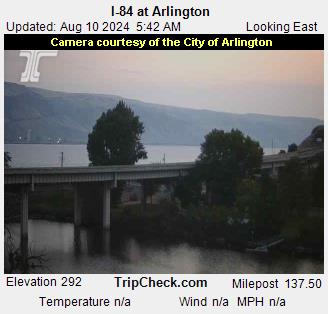 I-84 at Arlington
Updated: Aug 10 2024 5:42 AM Looking East
Camera courtesy of the City of Arlington
Elevation 292 TripCheck.com Milepost 137.50
Temperature n/a Wind n/a MPH n/a